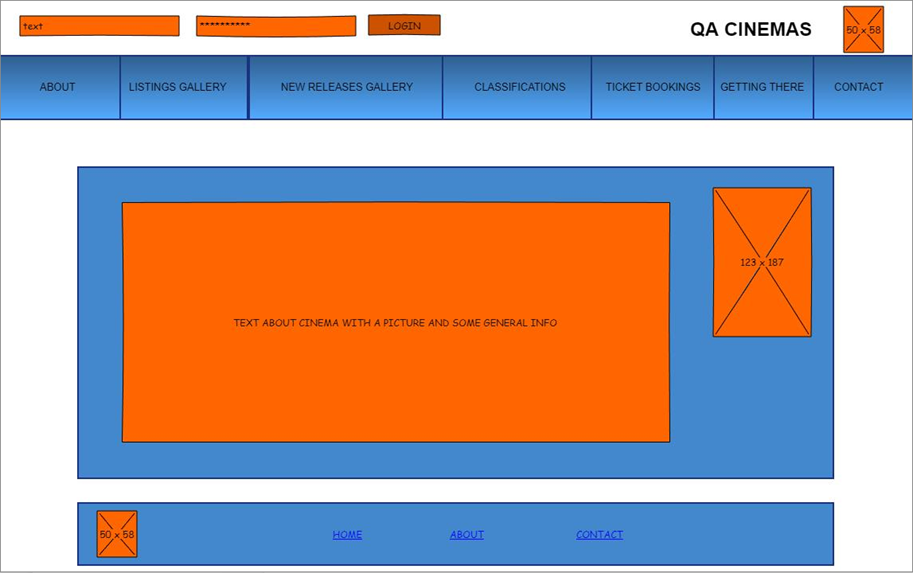 text
**********
LOGIN
QA CINEMAS
50 x 58
ABOUT
LISTINGS GALLERY
NEW RELEASES GALLERY
CLASSIFICATIONS
TICKET BOOKINGS
GETTING THERE
CONTACT
123 x 187
TEXT ABOUT CINEMA WITH A PICTURE AND SOME GENERAL INFO
50 x 58
HOME
ABOUT
CONTACT